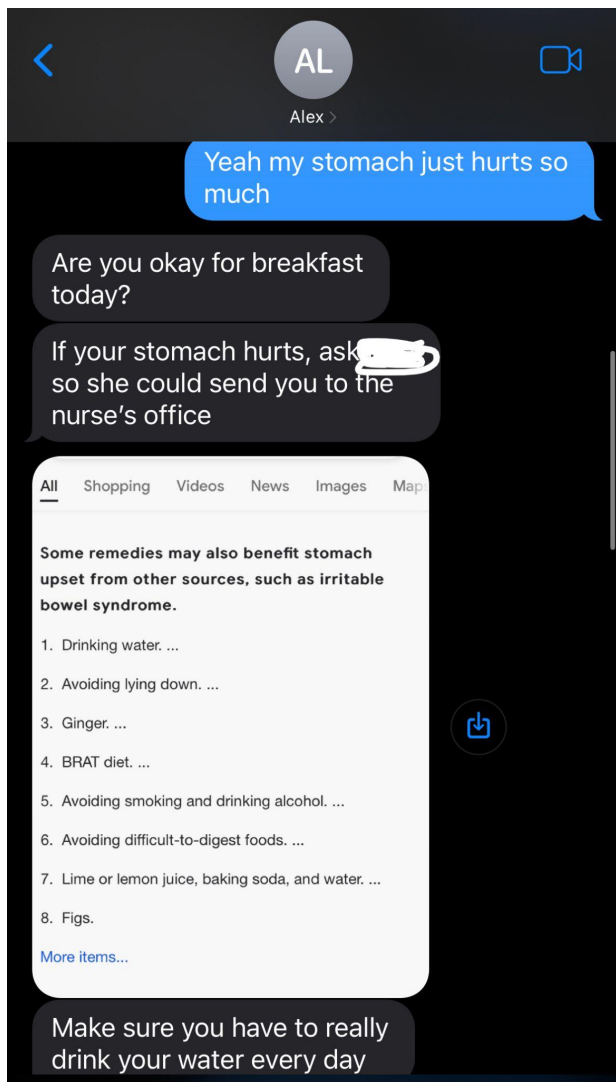 AL
Alex >
Yeah my stomach just hurts so
much
Are you okay for breakfast
today?
If your stomach hurts, ask
so she could send you to the
nurse's office
All Shopping Videos News Images Maps
Some remedies may also benefit stomach
upset from other sources, such as irritable
bowel syndrome.
1. Drinking water. ...
2. Avoiding lying down. ...
3. Ginger. ...
4. BRAT diet. ...
5. Avoiding smoking and drinking alcohol. ...
6. Avoiding difficult-to-digest foods. ...
7. Lime or lemon juice, baking soda, and water. ...
8. Figs.
More items...
Make sure you have to really
drink your water every day